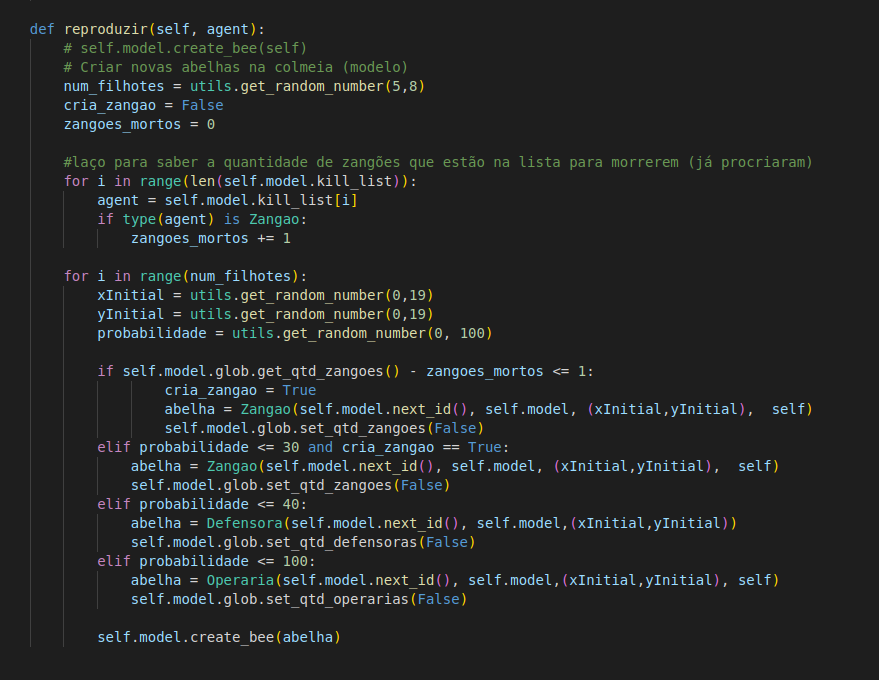 def reproduzir(self, agent):
    # self.model.create_bee(self)
    # Criar novas abelhas na colmeia (modelo)
    num_filhotes = utils.get_random_number(5,8)
    cria_zangao = False
    zangoes_mortos = 0

    #laço para saber a quantidade de zangões que estão na lista para morrerem (já procriaram)
    for i in range(len(self.model.kill_list)):
        agent = self.model.kill_list[i]
        if type(agent) is Zangao:
            zangoes_mortos += 1

    for i in range(num_filhotes):
        xInitial = utils.get_random_number(0,19)
        yInitial = utils.get_random_number(0,19)
        probabilidade = utils.get_random_number(0, 100)

        if self.model.glob.get_qtd_zangoes() - zangoes_mortos <= 1:
                cria_zangao = True
                abelha = Zangao(self.model.next_id(), self.model, (xInitial,yInitial),  self)
                self.model.glob.set_qtd_zangoes(False)
        elif probabilidade <= 30 and cria_zangao == True:
            abelha = Zangao(self.model.next_id(), self.model, (xInitial,yInitial),  self)
            self.model.glob.set_qtd_zangoes(False)
        elif probabilidade <= 40:
            abelha = Defensora(self.model.next_id(), self.model,(xInitial,yInitial))
            self.model.glob.set_qtd_defensoras(False)
        elif probabilidade <= 100:
            abelha = Operaria(self.model.next_id(), self.model,(xInitial,yInitial), self)
            self.model.glob.set_qtd_operarias(False)

        self.model.create_bee(abelha)